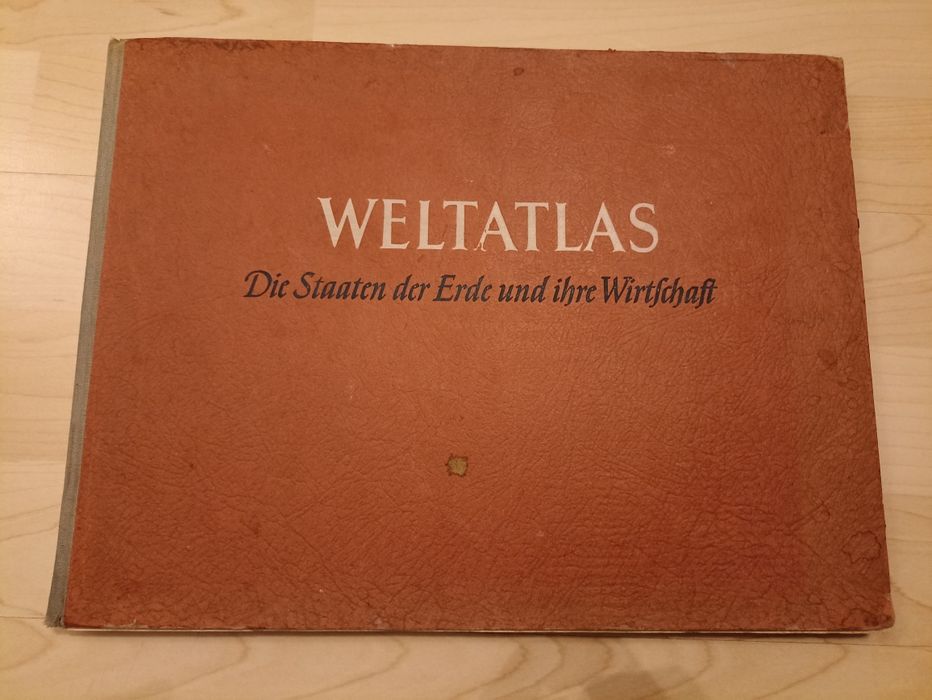 WELTATLAS
Die Staaten der Erde und ihre Wirtſchaft